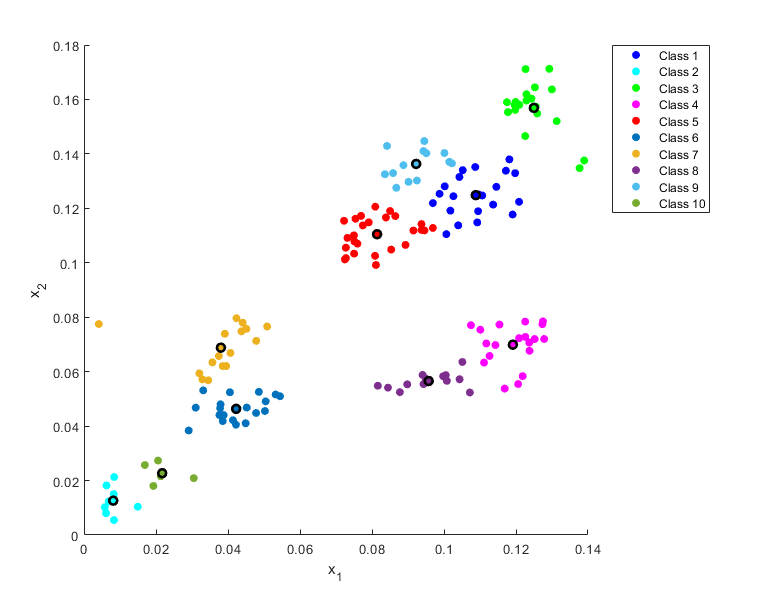 0.18
0.16
0.14
0.12
0.1
0.08
0.06
0.04
0.02
0
x2
0 0.02 0.04 0.06 0.08 0.1 0.12 0.14
x1
Class 1
Class 2
Class 3
Class 4
Class 5
Class 6
Class 7
Class 8
Class 9
Class 10